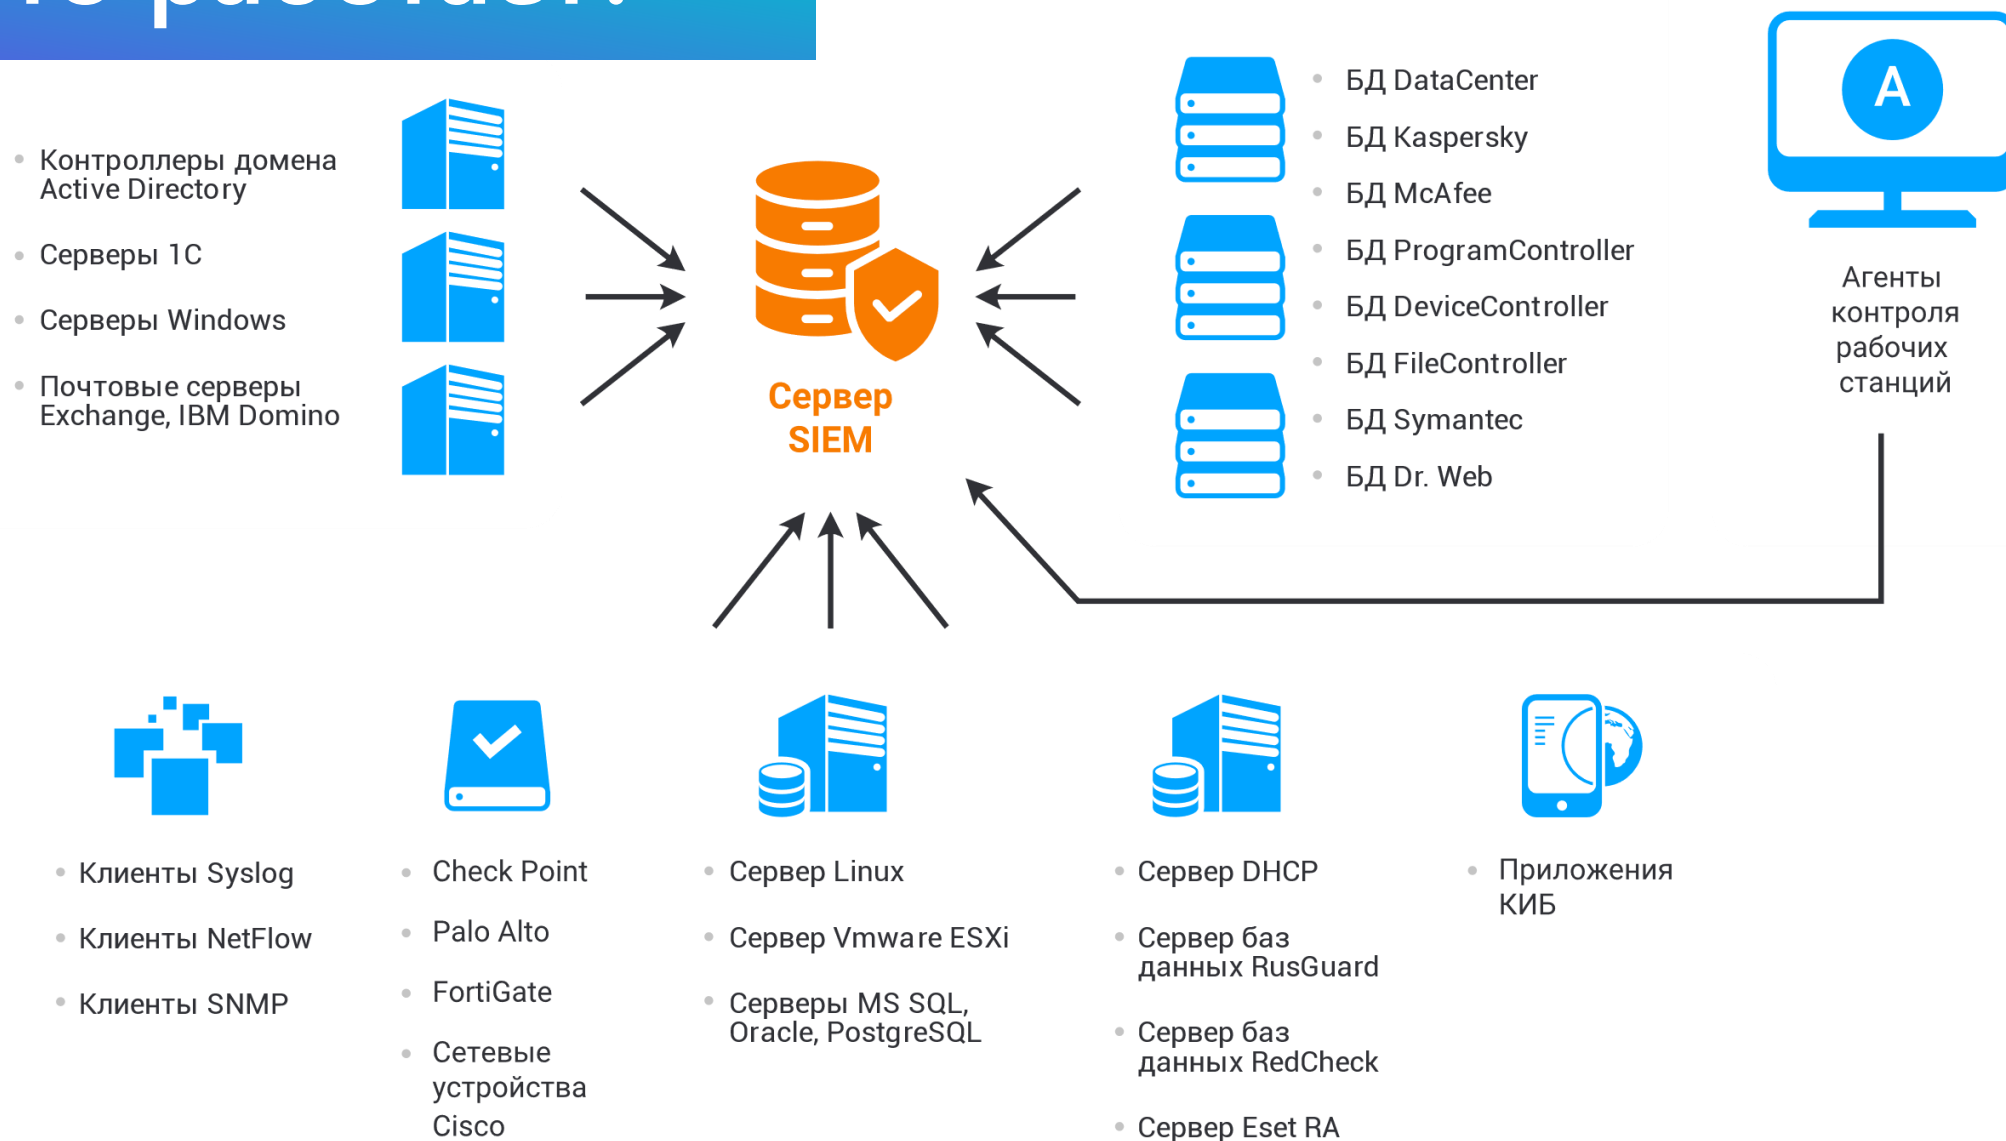 работает?
Контроллеры домена
Active Directory
Серверы 1С
Серверы Windows
Почтовые серверы
Exchange, IBM Domino
Сервер
SIEM
БД DataCenter
БД Kaspersky
БД McAfee
БД ProgramController
БД DeviceController
БД FileController
БД Symantec
БД Dr. Web
A
Агенты
контроля
рабочих
станций
Клиенты Syslog
Клиенты NetFlow
Клиенты SNMP
Check Point
Palo Alto
FortiGate
Сетевые
устройства
Cisco
Сервер Linux
Сервер Vmware ESXi
Серверы MS SQL,
Oracle, PostgreSQL
Сервер DHCP
Сервер баз
данных RusGuard
Сервер баз
данных RedCheck
Сервер Eset RA
Приложения
КИБ